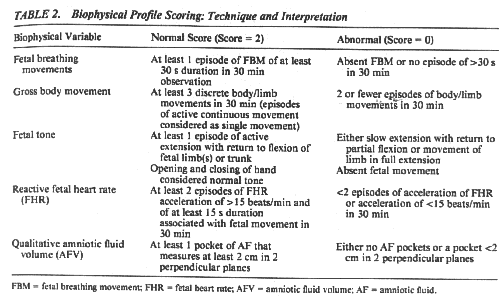 TABLE 2. Biophysical Profile Scoring: Technique and Interpretation
Biophysical Variable Normal Score (Score = 2) Abnormal (Score = 0)
Fetal breathing At least 1 episode of FBM of at least Absent FBM or no episode of >30 s
movements 30 s duration in 30 min in 30 min
observation
Gross body movement At least 3 discrete body/limb 2 or fewer episodes of body/limb
movements in 30 min (episodes movements in 30 min
of active continuous movement
considered as single movement)
Fetal tone At least 1 episode of active Either slow extension with return to
extension with return to flexion of partial flexion or movement of
fetal limb(s) or trunk limb in full extension
Opening and closing of hand Absent fetal movement
considered normal tone
Reactive fetal heart rate At least 2 episodes of FHR <2 episodes of acceleration of FHR
(FHR) acceleration of >15 beats/min and or acceleration of <15 beats/min
of at least 15 s duration in 30 min
associated with fetal movement in
30 min
Qualitative amniotic fluid At least 1 pocket of AF that Either no AF pockets or a pocket <2
volume (AFV) measures at least 2 cm in 2 cm in 2 perpendicular planes
perpendicular planes
FBM = fetal breathing movement; FHR = fetal heart rate; AFV = amniotic fluid volume; AF = amniotic fluid.